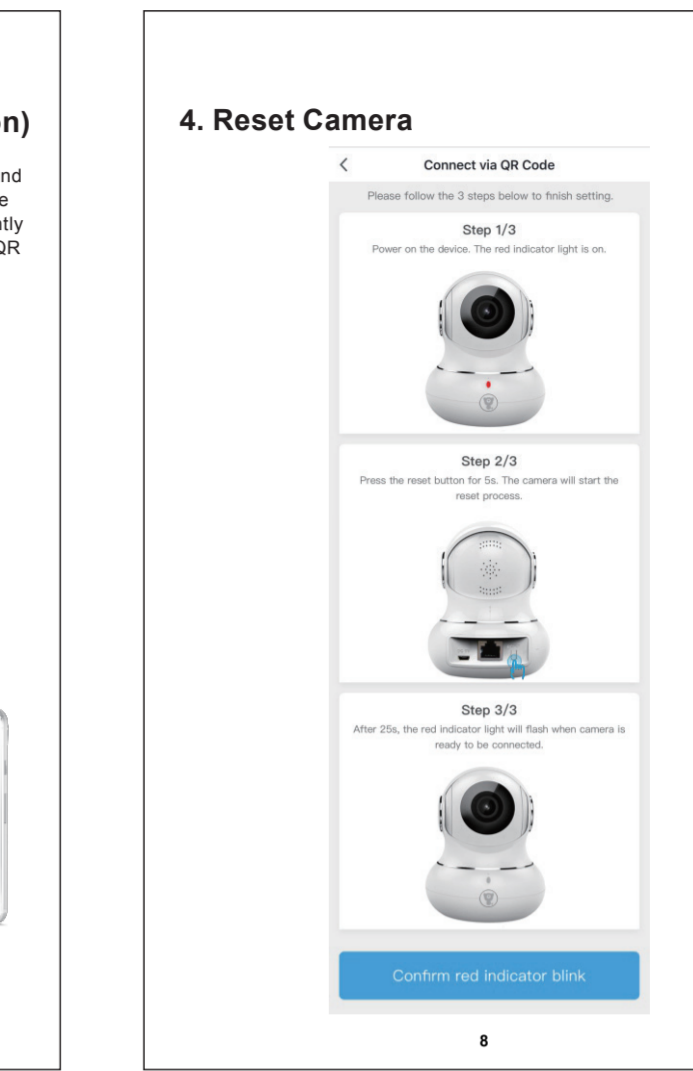 on)
nd
e
ntly
QR
4. Reset Camera
Connect via QR Code
Please follow the 3 steps below to finish setting.
Step 1/3
Power on the device. The red indicator light is on.
Step 2/3
Press the reset button for 5s. The camera will start the
reset process.
Step 3/3
After 25s, the red indicator light will flash when camera is
ready to be connected.
Confirm red indicator blink
8